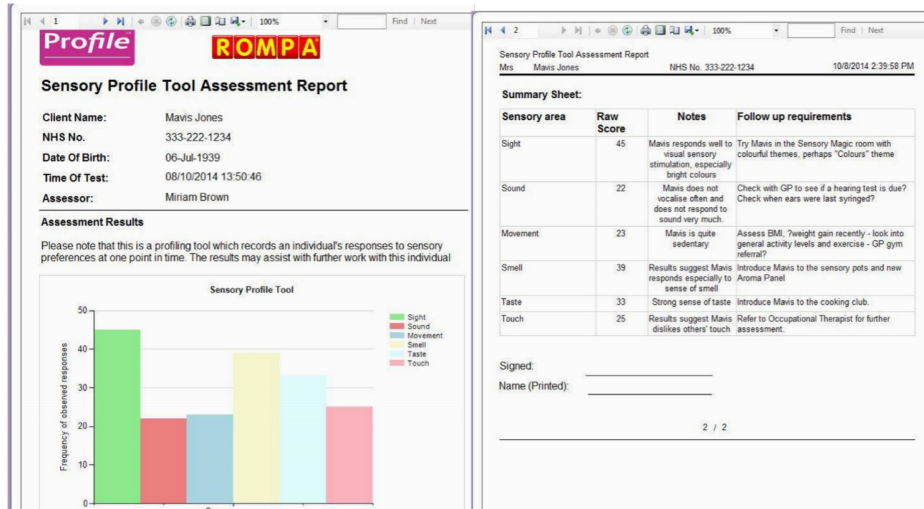 1
100%
Find | Next
Profile
ROMPA
Sensory Profile Tool Assessment Report
Client Name: Mavis Jones
NHS No. 333-222-1234
Date Of Birth: 06-Jul-1939
Time Of Test: 08/10/2014 13:50:46
Assessor: Miriam Brown
Assessment Results
Please note that this is a profiling tool which records an individual's responses to sensory
preferences at one point in time. The results may assist with further work with this individual
Sensory Profile Tool
Frequency of observed responses
50
40
30
20
10
0
Sight
Sound
Movement
Smell
Taste
Touch
2
100%
Find | Next
Sensory Profile Tool Assessment Report
Mrs Mavis Jones NHS No. 333-222-1234 10/8/2014 2:39:58 PM
Summary Sheet:
Sensory area Raw Notes Follow up requirements
Score
Sight 45 Mavis responds well to Try Mavis in the Sensory Magic room with
visual sensory colourful themes, perhaps "Colours" theme
stimulation, especially
bright colours
Sound 22 Mavis does not Check with GP to see if a hearing test is due?
vocalise often and Check when ears were last syringed?
does not respond to
sound very much.
Movement 23 Mavis is quite Assess BMI, ?weight gain recently - look into
sedentary general activity levels and exercise - GP gym
referral?
Smell 39 Results suggest Mavis Introduce Mavis to the sensory pots and new
responds especially to Aroma Panel
sense of smell
Taste 33 Strong sense of taste Introduce Mavis to the cooking club.
Touch 25 Results suggest Mavis Refer to Occupational Therapist for further
dislikes others' touch assessment.
Signed:
Name (Printed):
2 / 2